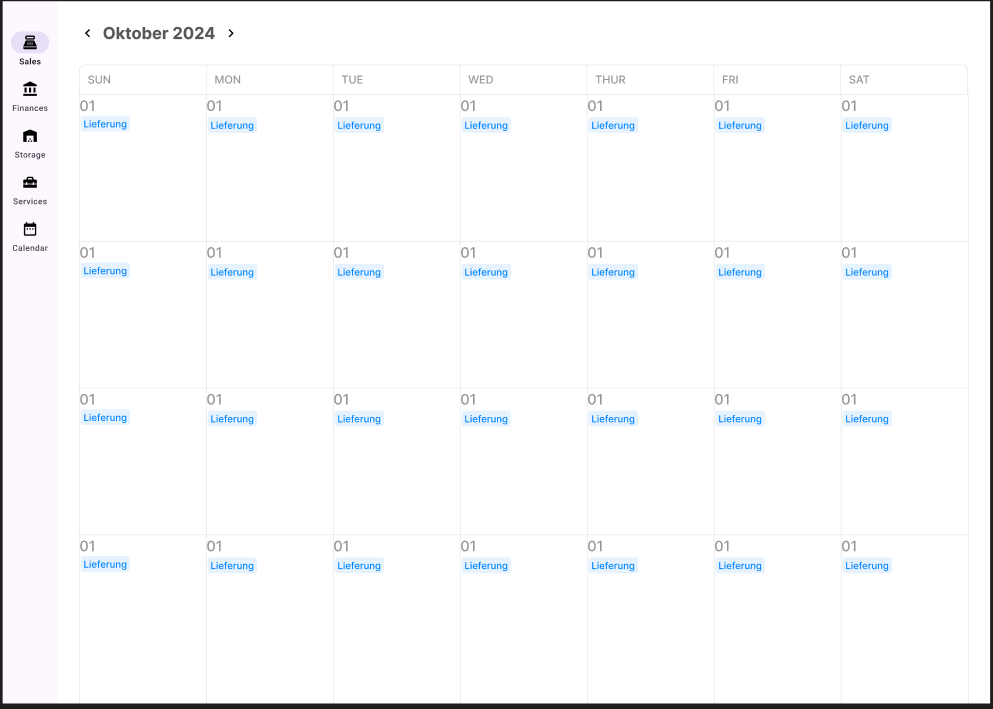 Oktober 2024
Sales
Finances
Storage
Services
Calendar
SUN MON TUE WED THUR FRI SAT
01 01 01 01 01 01 01
Lieferung Lieferung Lieferung Lieferung Lieferung Lieferung Lieferung
01 01 01 01 01 01 01
Lieferung Lieferung Lieferung Lieferung Lieferung Lieferung Lieferung
01 01 01 01 01 01 01
Lieferung Lieferung Lieferung Lieferung Lieferung Lieferung Lieferung
01 01 01 01 01 01 01
Lieferung Lieferung Lieferung Lieferung Lieferung Lieferung Lieferung